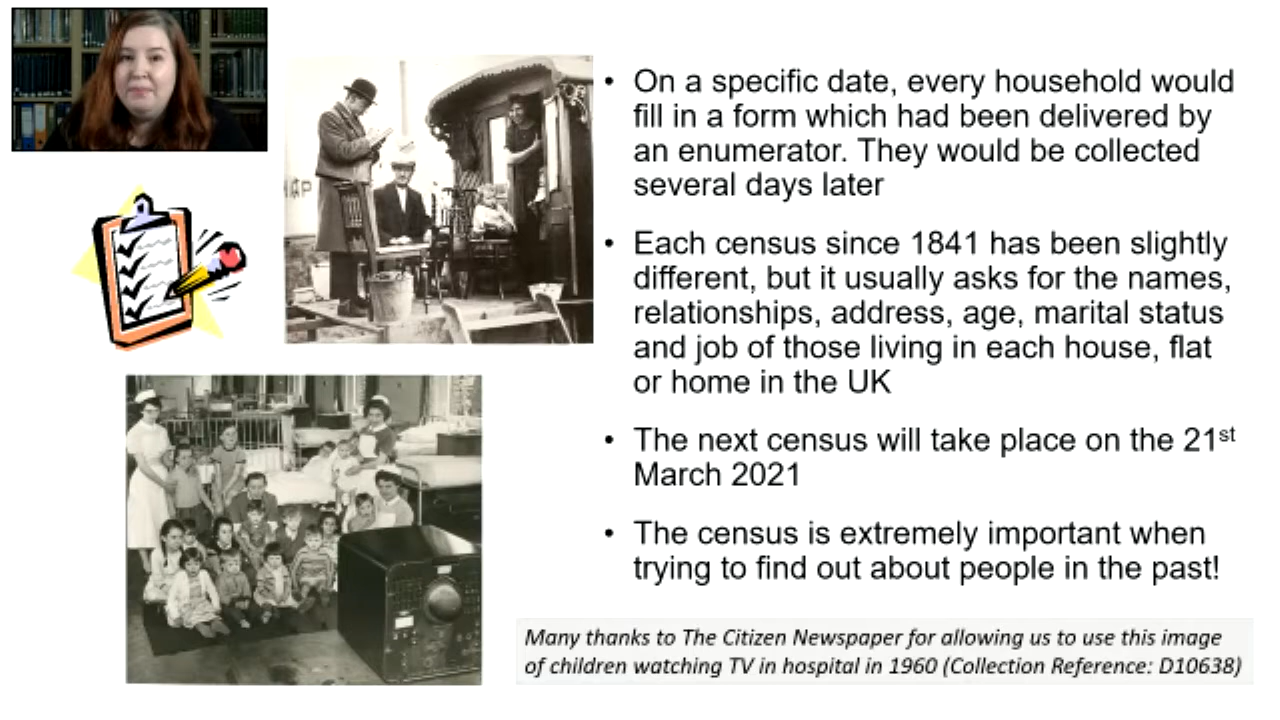 • On a specific date, every household would
fill in a form which had been delivered by
an enumerator. They would be collected
several days later
• Each census since 1841 has been slightly
different, but it usually asks for the names,
relationships, address, age, marital status
and job of those living in each house, flat
or home in the UK
• The next census will take place on the 21st
March 2021
• The census is extremely important when
trying to find out about people in the past!
Many thanks to The Citizen Newspaper for allowing us to use this image
of children watching TV in hospital in 1960 (Collection Reference: D10638)